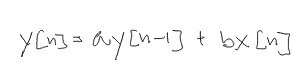 y[n] = ay[n-1] + bx[n]